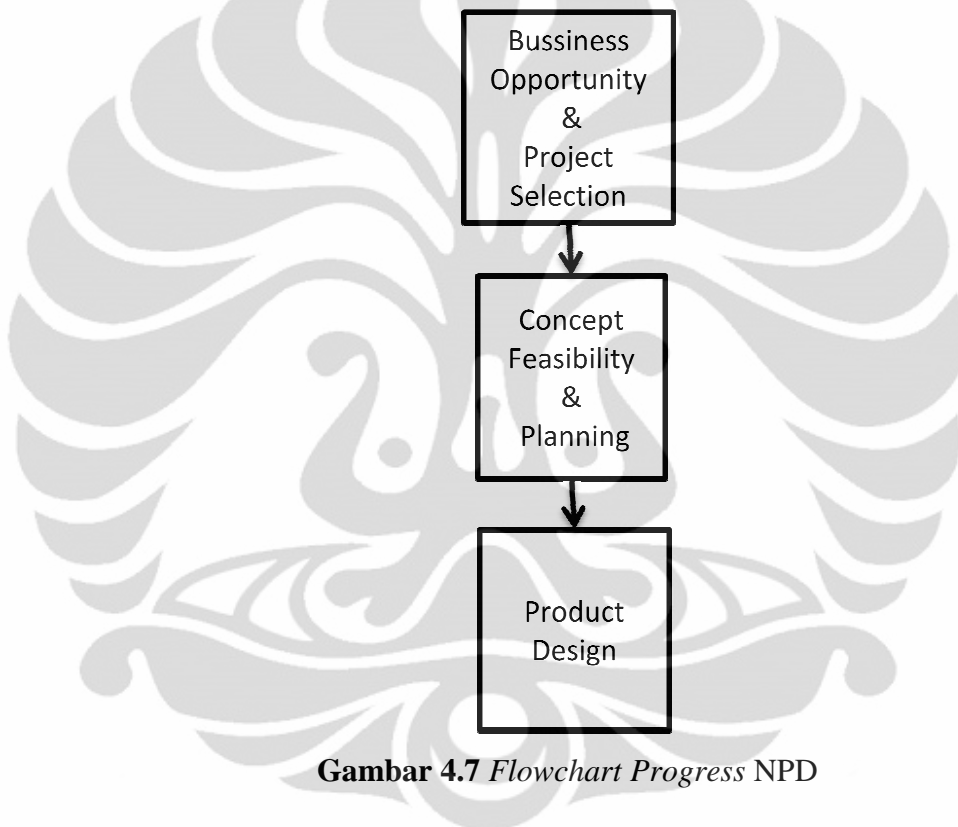 Bussiness
Opportunity
&
Project
Selection
Concept
Feasibility
&
Planning
Product
Design
Gambar 4.7 Flowchart Progress NPD